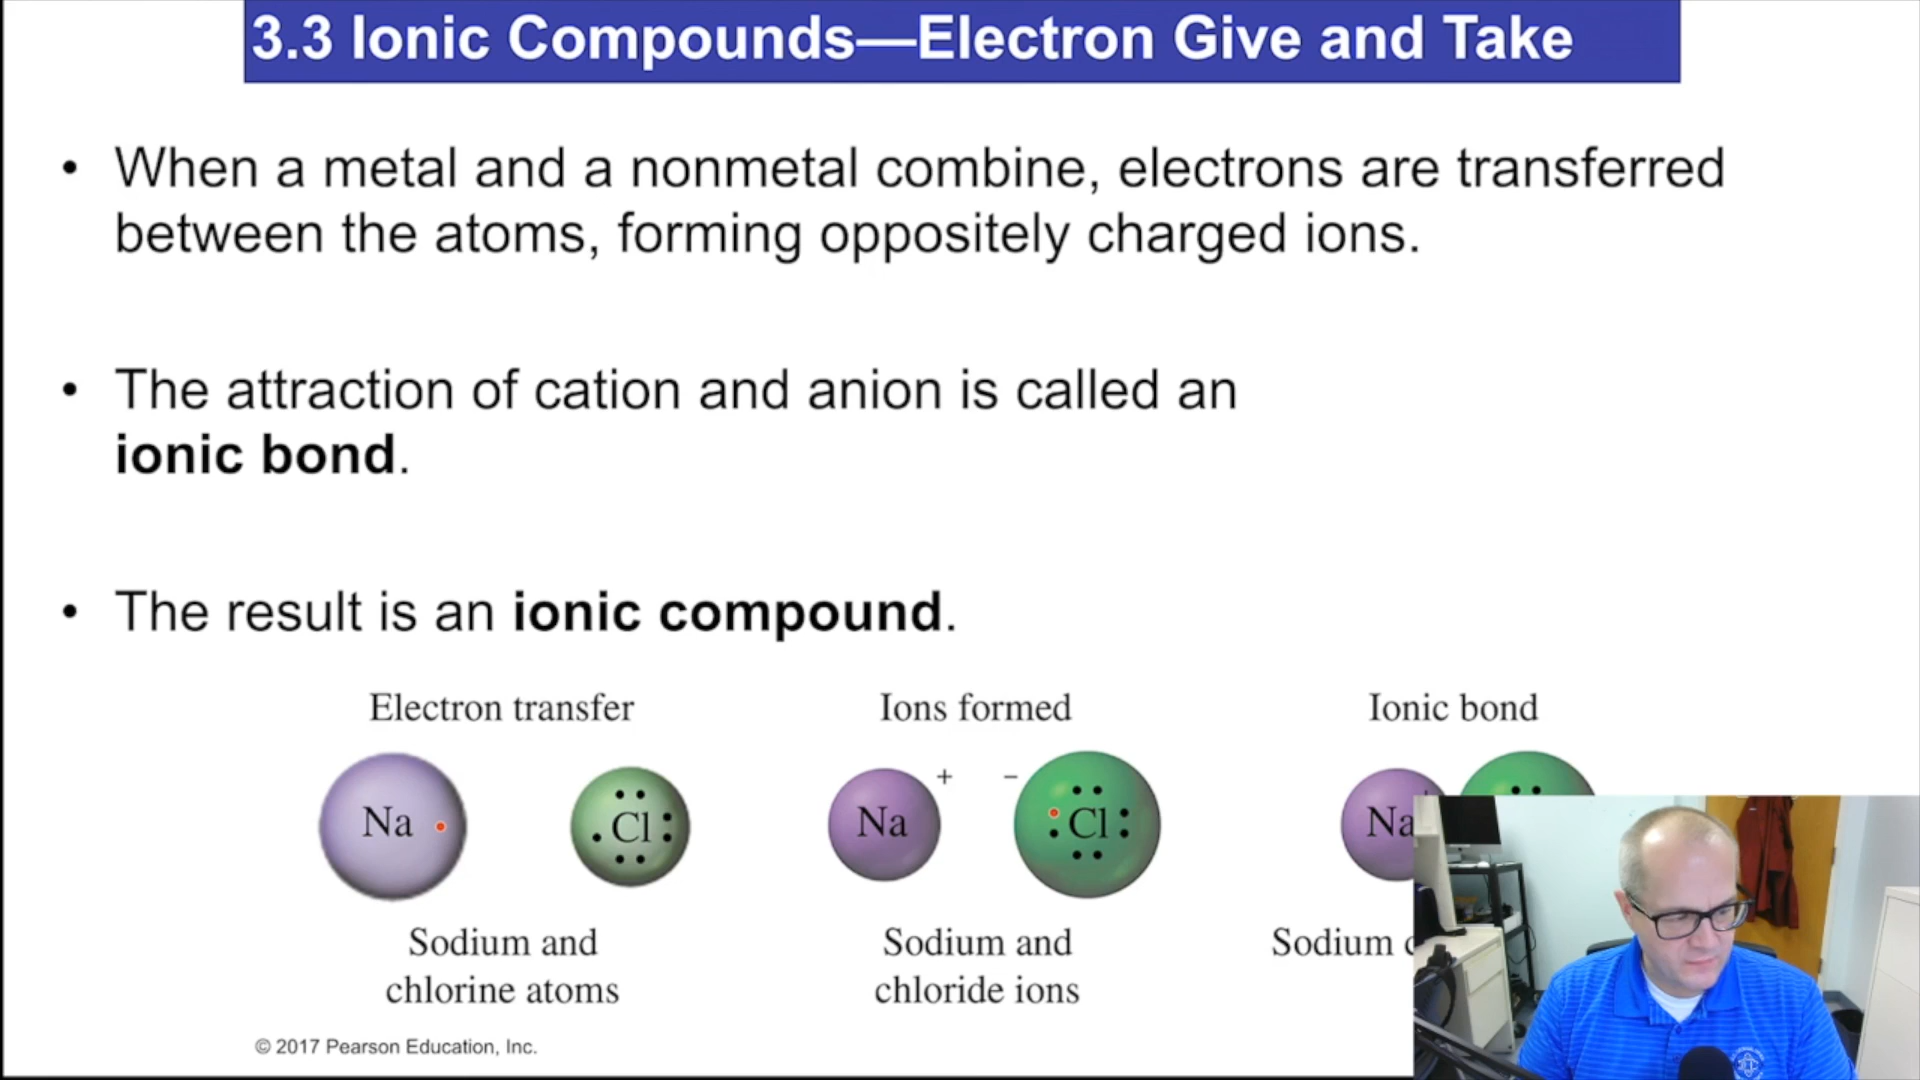 3.3 Ionic Compounds—Electron Give and Take
• When a metal and a nonmetal combine, electrons are transferred
between the atoms, forming oppositely charged ions.
• The attraction of cation and anion is called an
ionic bond.
• The result is an ionic compound.
Electron transfer
Ions formed
Ionic bond
Na
Cl
Na +
− Cl
Na
Sodium and
chlorine atoms
Sodium and
chloride ions
Sodium
© 2017 Pearson Education, Inc.